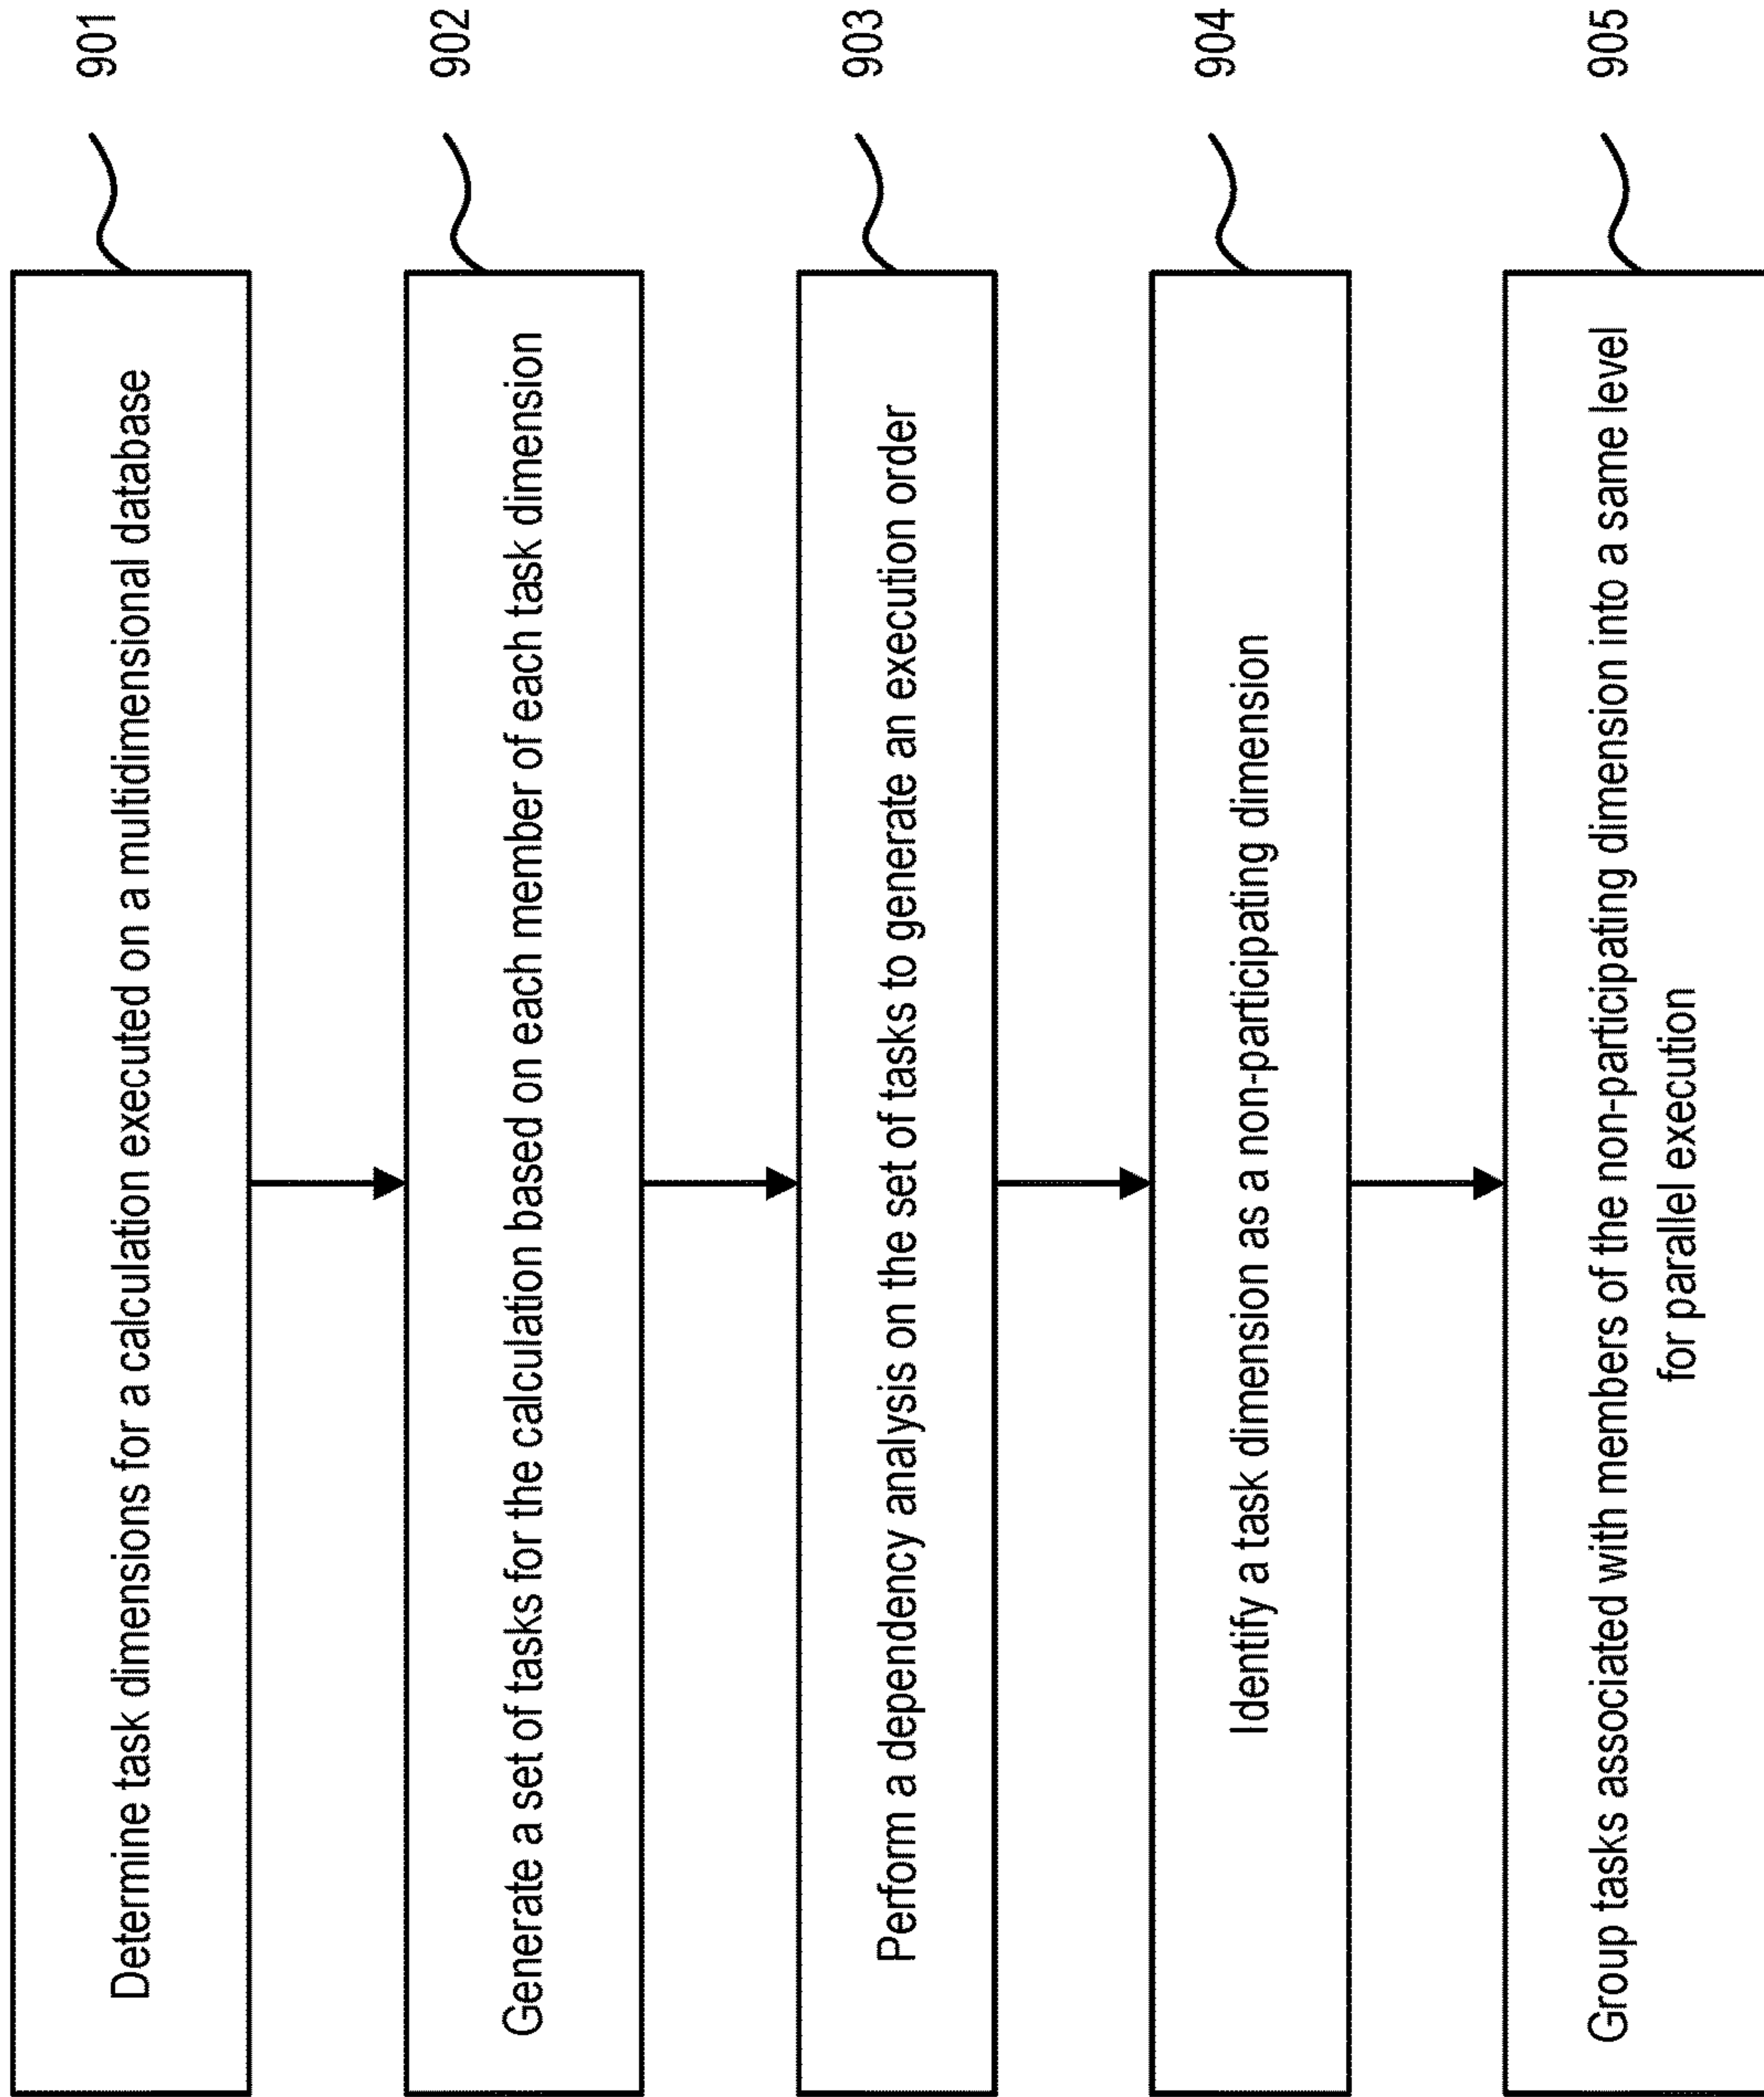 Determine task dimensions for a calculation executed on a multidimensional database
901
Generate a set of tasks for the calculation based on each member of each task dimension
902
Perform a dependency analysis on the set of tasks to generate an execution order
903
Identify a task dimension as a non-participating dimension
904
Group tasks associated with members of the non-participating dimension into a same level
for parallel execution
905